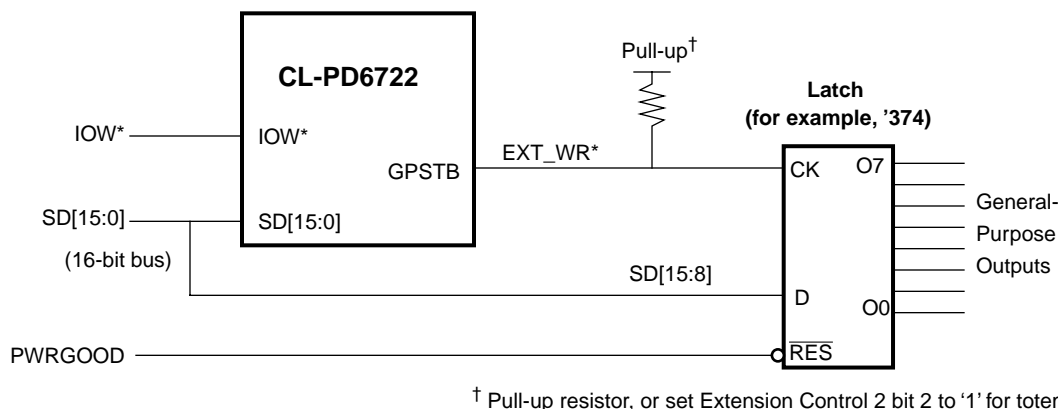 CL-PD6722
Pull-up†
Latch
(for example, ’374)
IOW*
IOW*
EXT_WR*
GPSTB
CK
O7
SD[15:0]
SD[15:0]
General-
Purpose
Outputs
(16-bit bus)
SD[15:8]
D
O0
PWRGOOD
RES
† Pull-up resistor, or set Extension Control 2 bit 2 to ‘1’ for toter